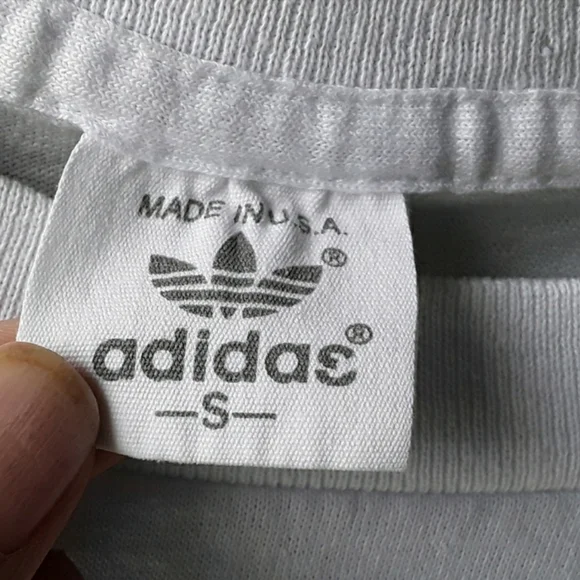 MADE IN U.S.A.
®
adidas®
—S—